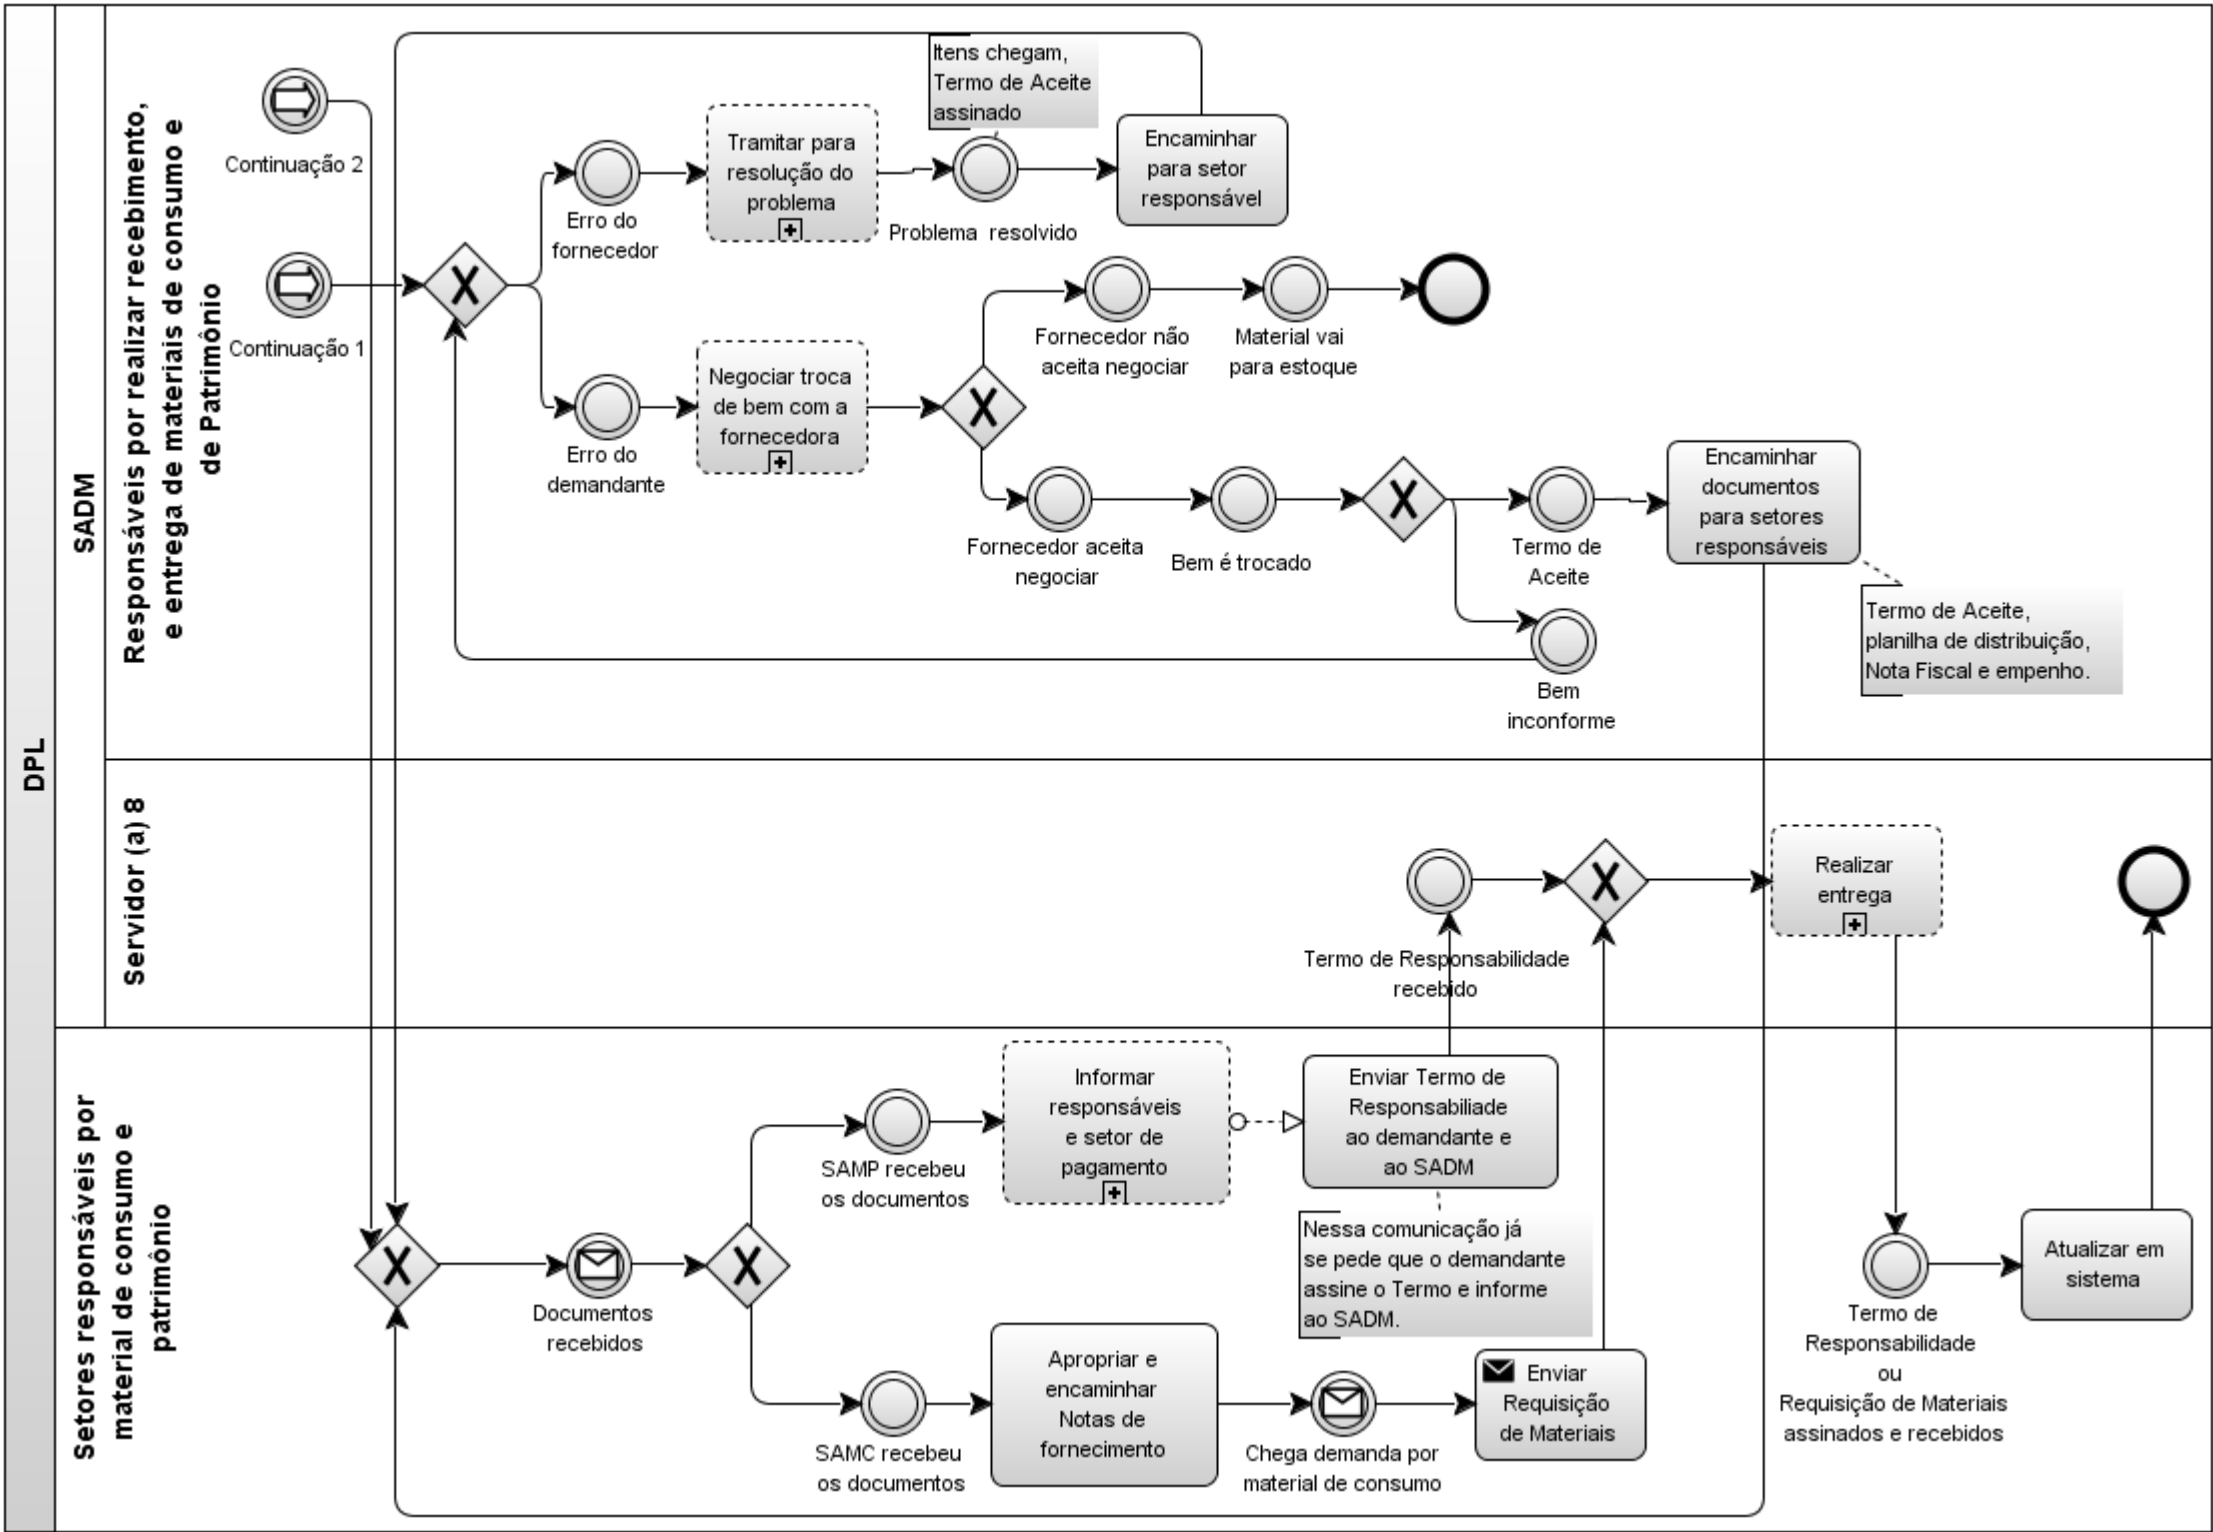 DPL
SADM
Responsáveis por realizar recebimento,
e entrega de materiais de consumo e
de Patrimônio
Continuação 2
Continuação 1
Itens chegam,
Termo de Aceite
assinado
Tramitar para
resolução do
problema
Encaminhar
para setor
responsável
Erro do
fornecedor
Problema resolvido
Fornecedor não
aceita negociar
Material vai
para estoque
Negociar troca
de bem com a
fornecedora
Erro do
demandante
Fornecedor aceita
negociar
Bem é trocado
Termo de
Aceite
Encaminhar
documentos
para setores
responsáveis
Termo de Aceite,
planilha de distribuição,
Nota Fiscal e empenho.
Bem
inconforme
Servidor (a) 8
Termo de Responsabilidade
recebido
Realizar
entrega
Setores responsáveis por
material de consumo e
patrimônio
Documentos
recebidos
SAMP recebeu
os documentos
Informar
responsáveis
e setor de
pagamento
Enviar Termo de
Responsabiliade
ao demandante e
ao SADM
Nessa comunicação já
se pede que o demandante
assine o Termo e informe
ao SADM.
SAMC recebeu
os documentos
Apropriar e
encaminhar
Notas de
fornecimento
Chega demanda por
material de consumo
Enviar
Requisição
de Materiais
Termo de
Responsabilidade
ou
Requisição de Materiais
assinados e recebidos
Atualizar em
sistema